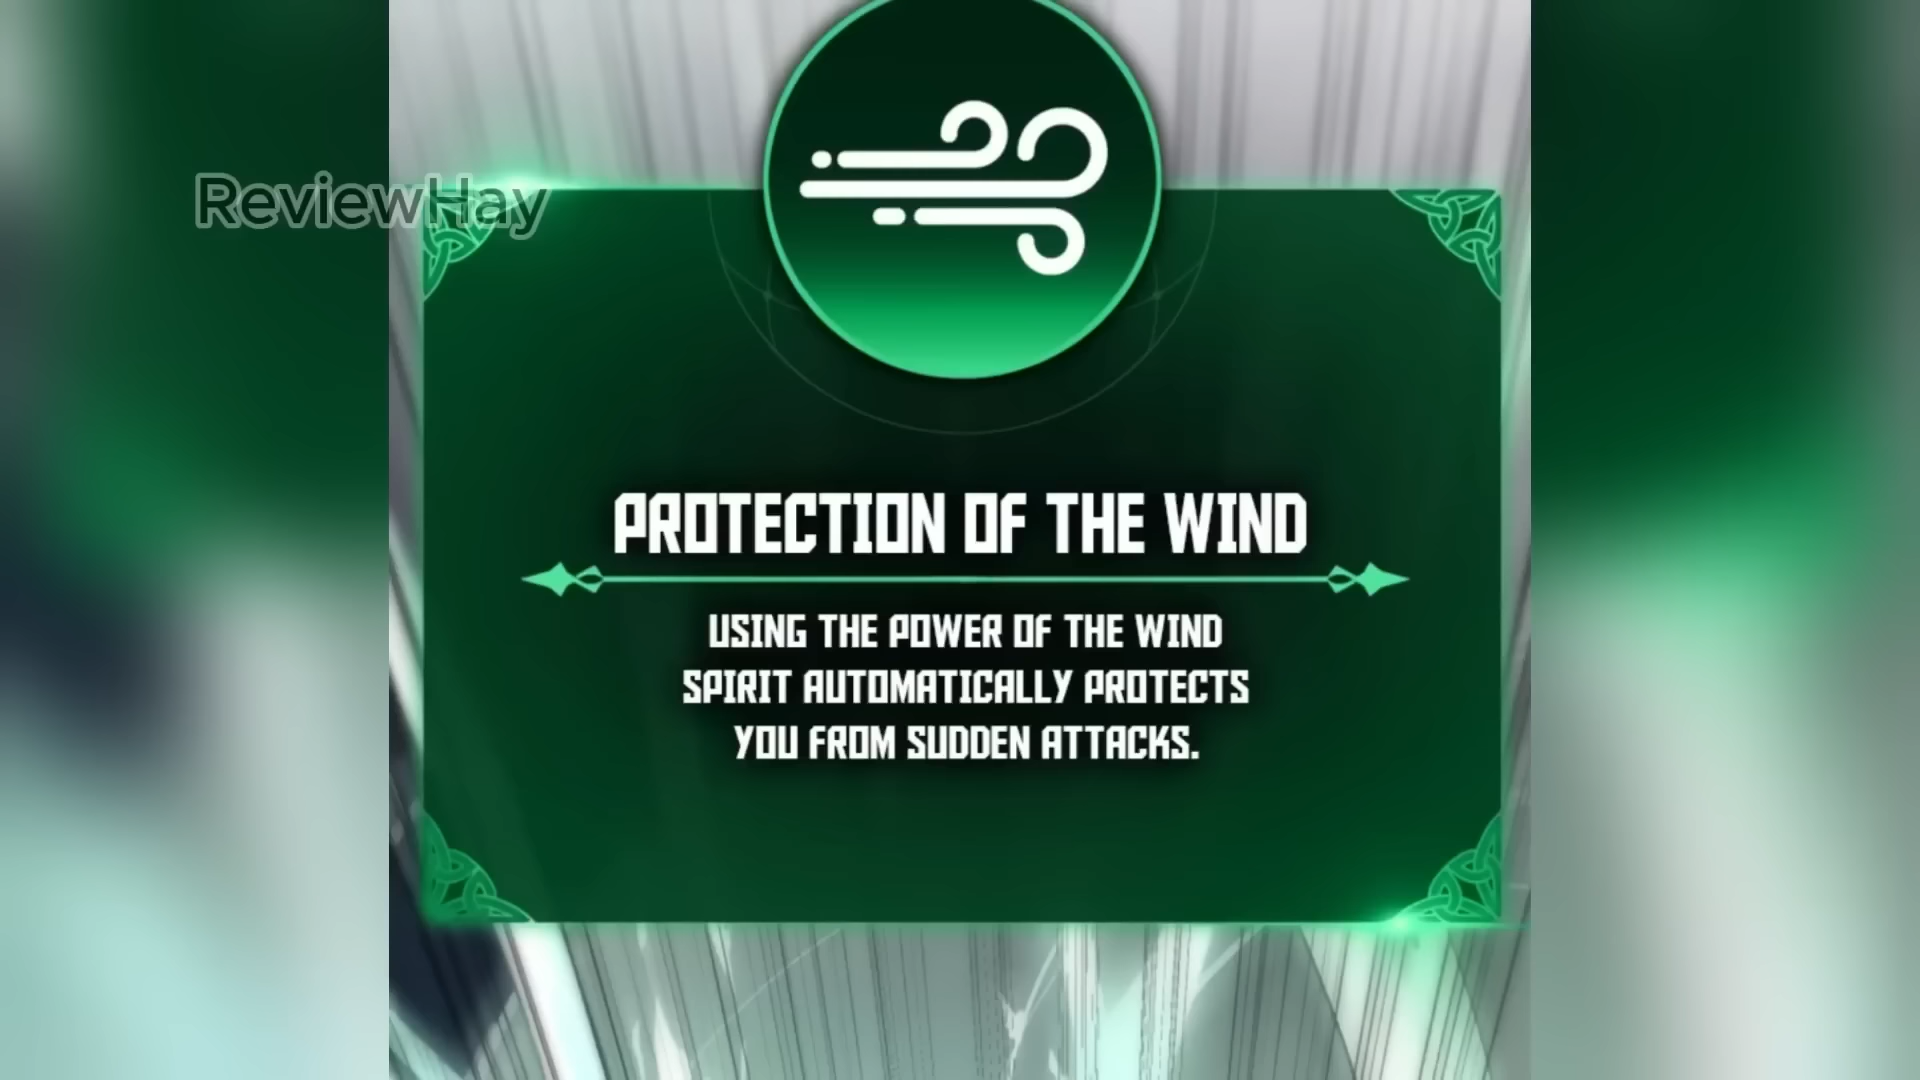 ReviewHay
PROTECTION OF THE WIND
USING THE POWER OF THE WIND
SPIRIT AUTOMATICALLY PROTECTS
YOU FROM SUDDEN ATTACKS.